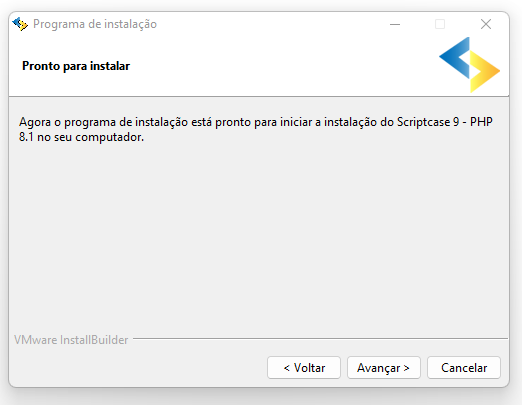 Programa de instalação
Pronto para instalar
Agora o programa de instalação está pronto para iniciar a instalação do Scriptcase 9 - PHP
8.1 no seu computador.
VMware InstallBuilder
< Voltar
Avançar >
Cancelar